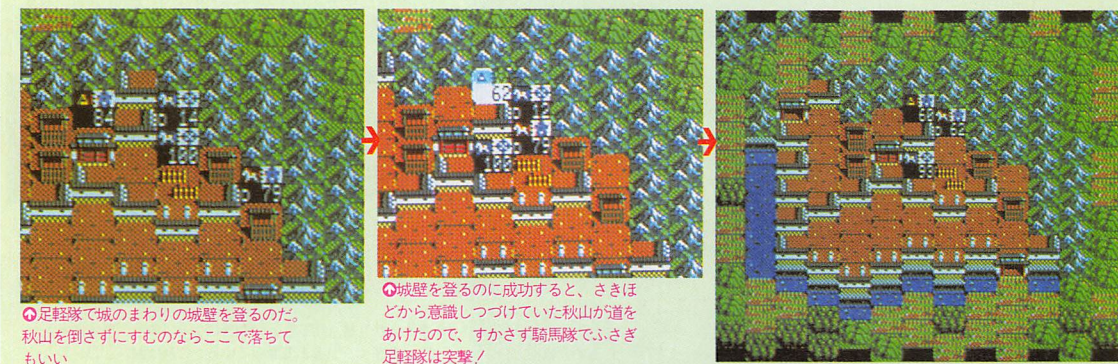 84
14
100
79
62
12
79
100
60
62
93
⬆足軽隊で城のまわりの城壁を登るのだ。
秋山を倒さずにすむのならここで落ちて
もいい
⬆城壁を登るのに成功すると、さきほ
どから意識しつづけていた秋山が道を
あけたので、すかさず騎馬隊でふさぎ
足軽隊は突撃！